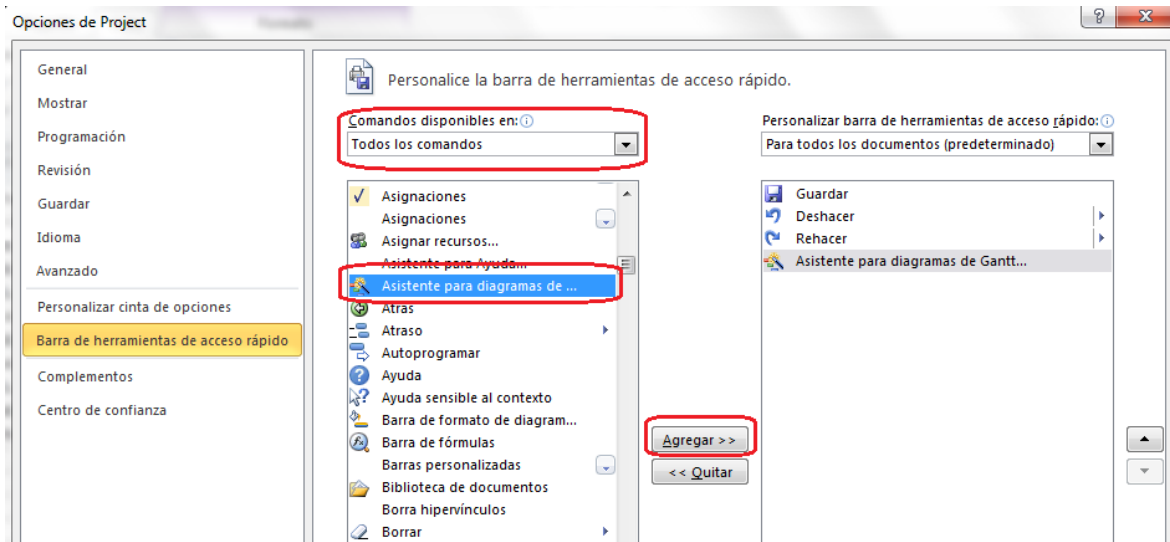 Opciones de Project
General
Mostrar
Programación
Revisión
Guardar
Idioma
Avanzado
Personalizar cinta de opciones
Barra de herramientas de acceso rápido
Complementos
Centro de confianza
Personalice la barra de herramientas de acceso rápido.
Comandos disponibles en:
Todos los comandos
Asignaciones
Asignaciones
Asignar recursos...
Asistente para Ayuda...
Asistente para diagramas de ...
Atrás
Atraso
Autoprogramar
Ayuda
Ayuda sensible al contexto
Barra de formato de diagram...
Barra de fórmulas
Barras personalizadas
Biblioteca de documentos
Borra hipervínculos
Borrar
Agregar >>
<< Quitar
Personalizar barra de herramientas de acceso rápido:
Para todos los documentos (predeterminado)
Guardar
Deshacer
Rehacer
Asistente para diagramas de Gantt...